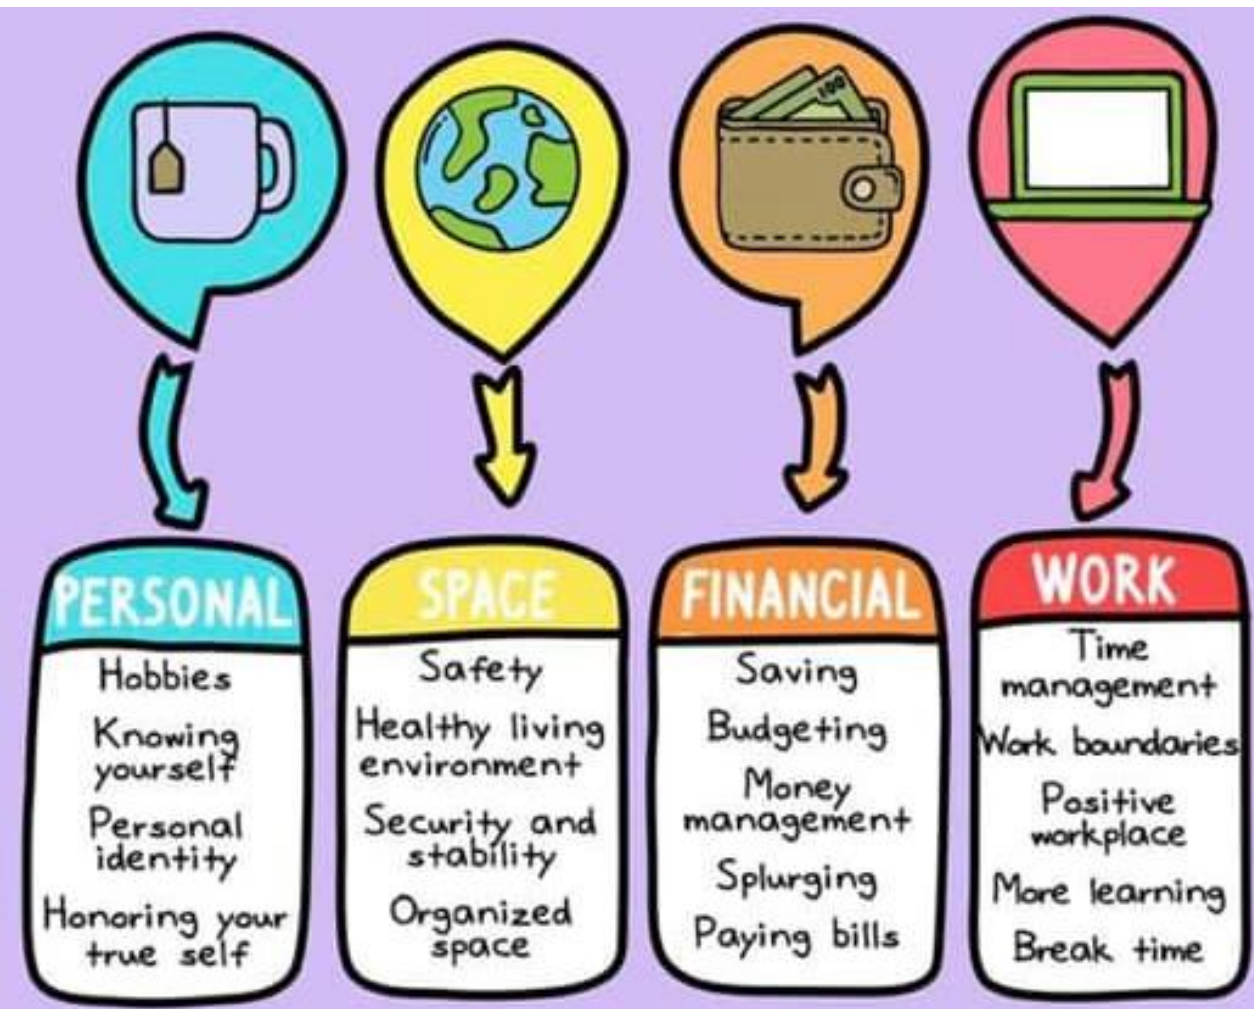 100
PERSONAL
Hobbies
Knowing
yourself
Personal
identity
Honoring your
true self
SPACE
Safety
Healthy living
environment
Security and
stability
Organized
space
FINANCIAL
Saving
Budgeting
Money
management
Splurging
Paying bills
WORK
Time
management
Work boundaries
Positive
workplace
More learning
Break time